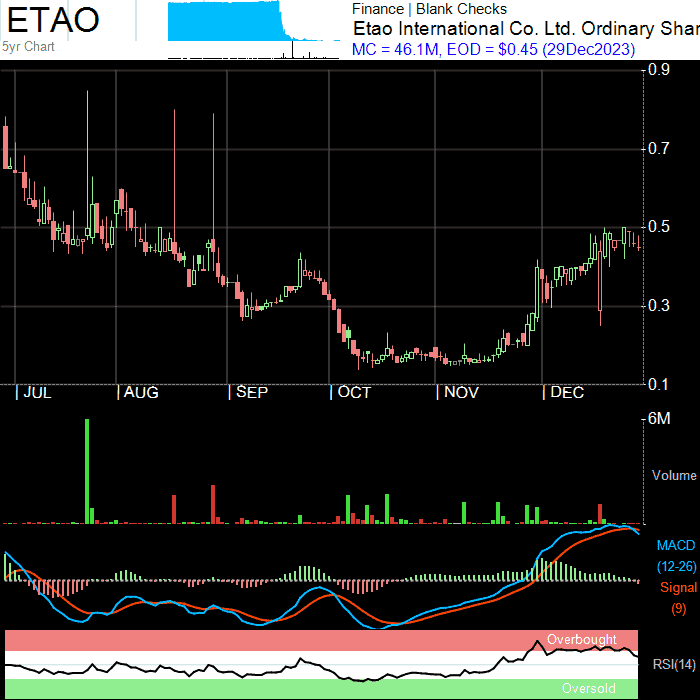 ETAO
5yr Chart
Finance | Blank Checks
Etao International Co. Ltd. Ordinary Shar
MC = 46.1M, EOD = $0.45 (29Dec2023)
0.9
0.7
0.5
0.3
0.1
JUL AUG SEP OCT NOV DEC
6M
Volume
MACD
(12-26)
Signal
(9)
Overbought
RSI(14)
Oversold